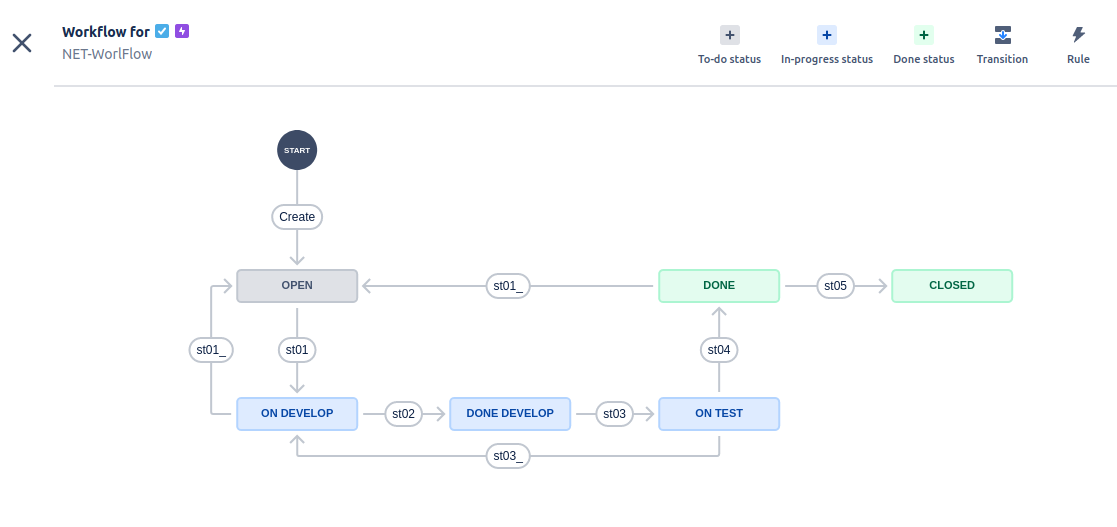 Workflow for
NET-WorlFlow
To-do status
In-progress status
Done status
Transition
Rule
START
Create
OPEN
st01_
DONE
st05
CLOSED
st01_
st01
st04
ON DEVELOP
st02
DONE DEVELOP
st03
ON TEST
st03_